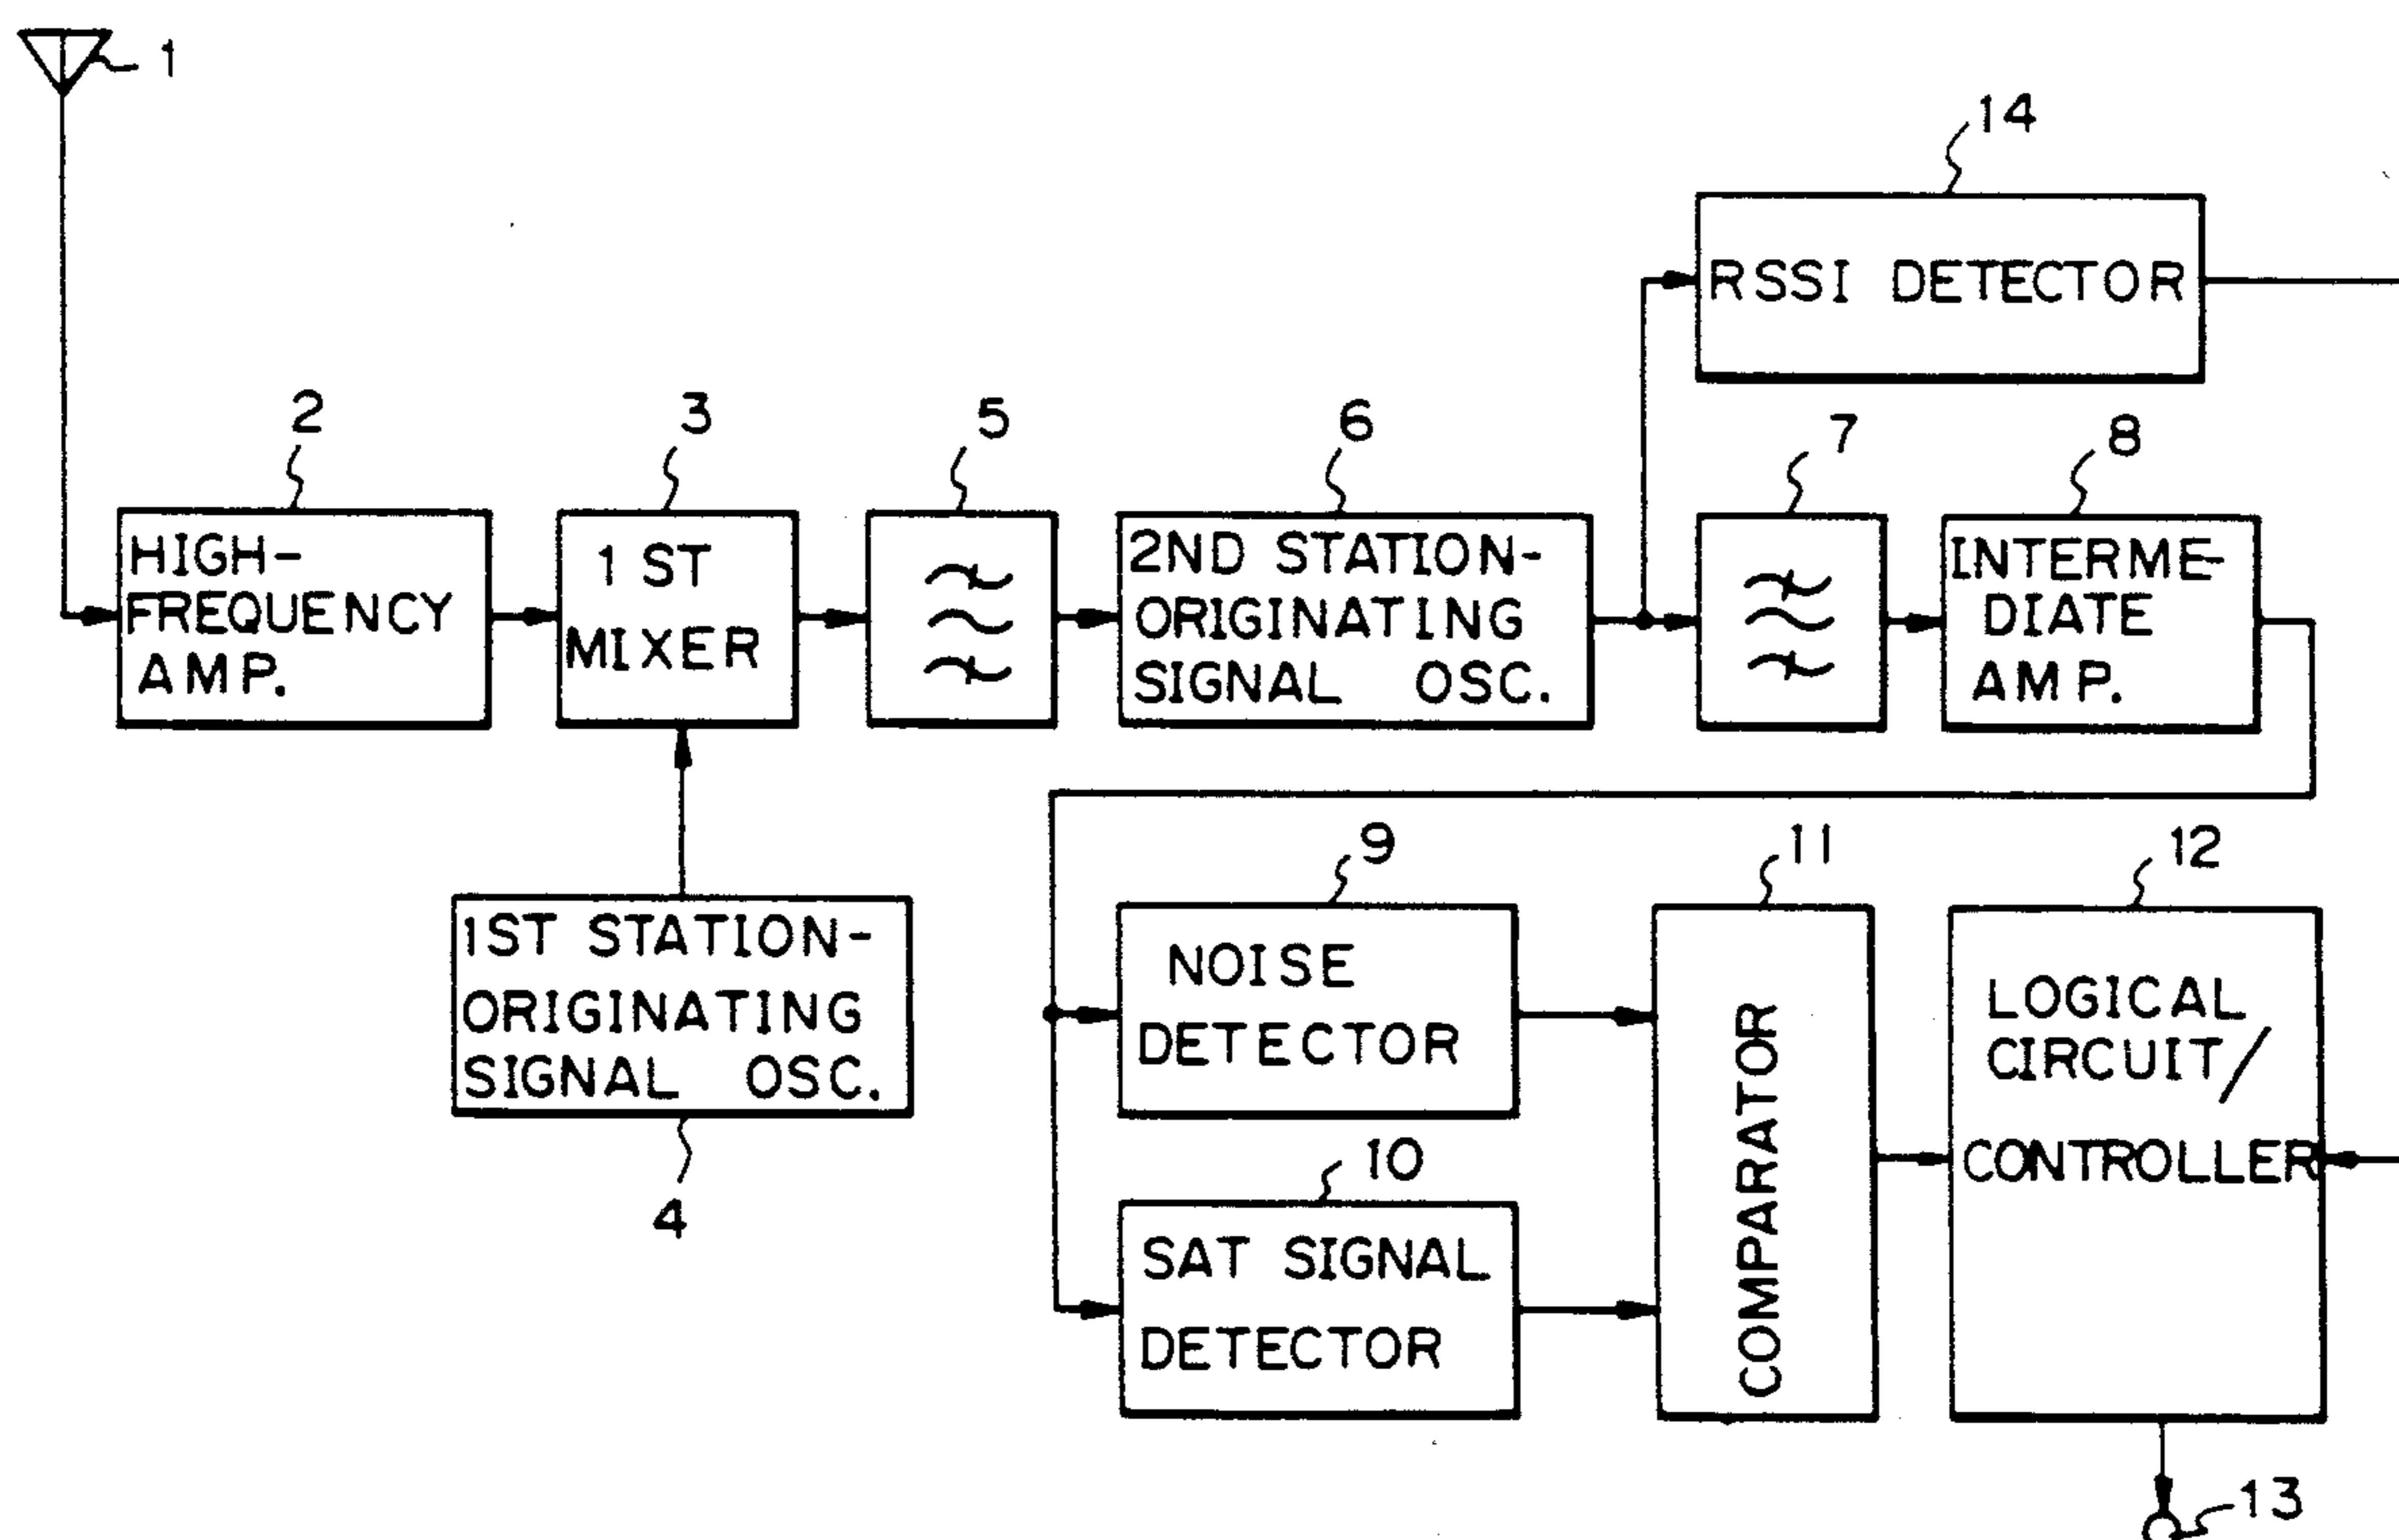 1
14
RSSI DETECTOR
2
3
5
6
7
8
HIGH-
FREQUENCY
AMP.
1 ST
MIXER
2ND STATION-
ORIGINATING
SIGNAL OSC.
INTERME-
DIATE
AMP.
9
11
12
1ST STATION-
ORIGINATING
SIGNAL OSC.
4
NOISE
DETECTOR
10
SAT SIGNAL
DETECTOR
COMPARATOR
LOGICAL
CIRCUIT/
CONTROLLER
13